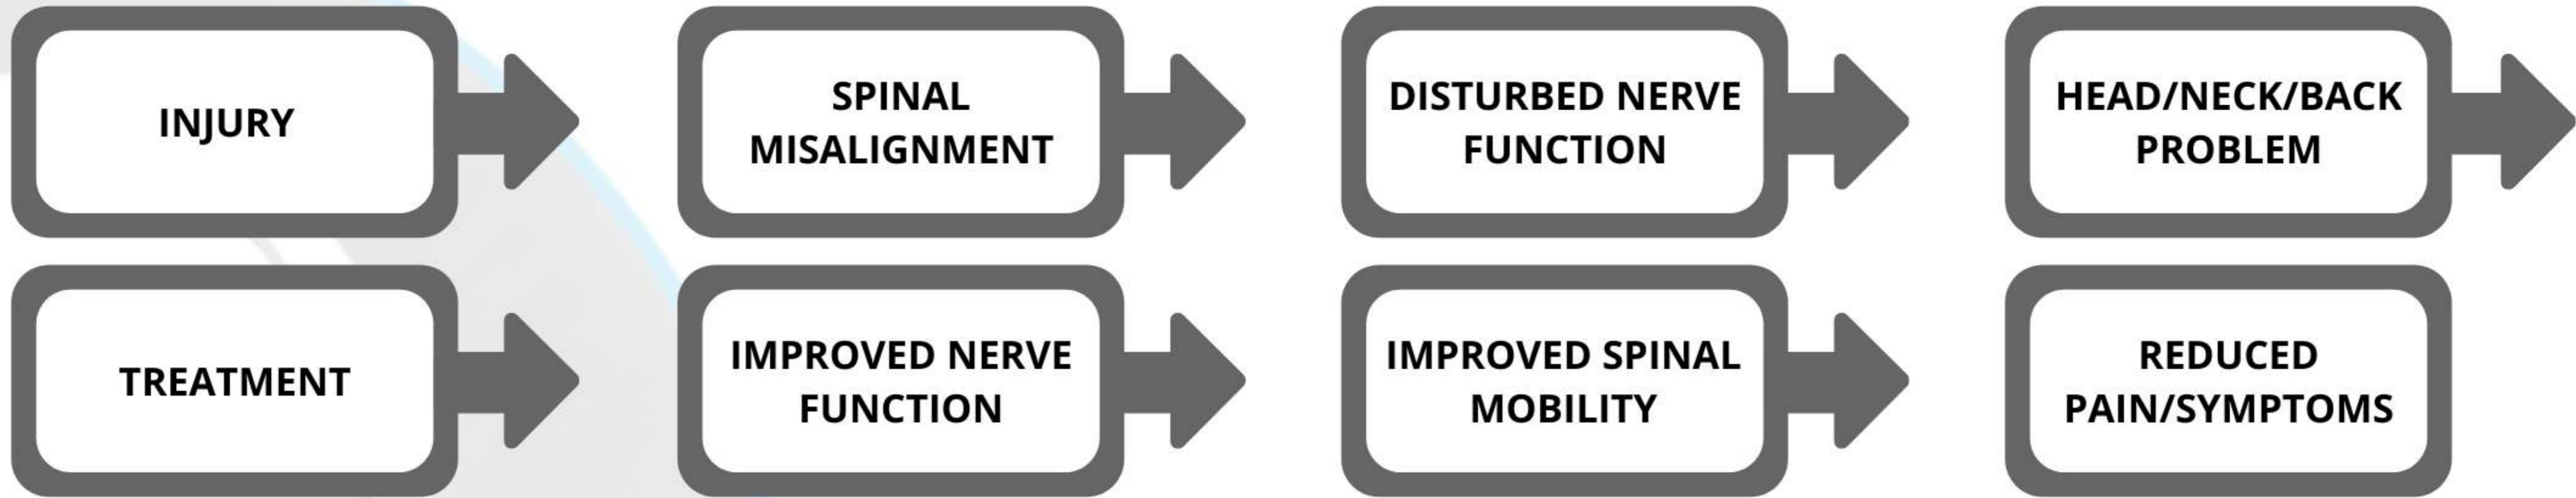 INJURY
SPINAL
MISALIGNMENT
DISTURBED NERVE
FUNCTION
HEAD/NECK/BACK
PROBLEM
TREATMENT
IMPROVED NERVE
FUNCTION
IMPROVED SPINAL
MOBILITY
REDUCED
PAIN/SYMPTOMS